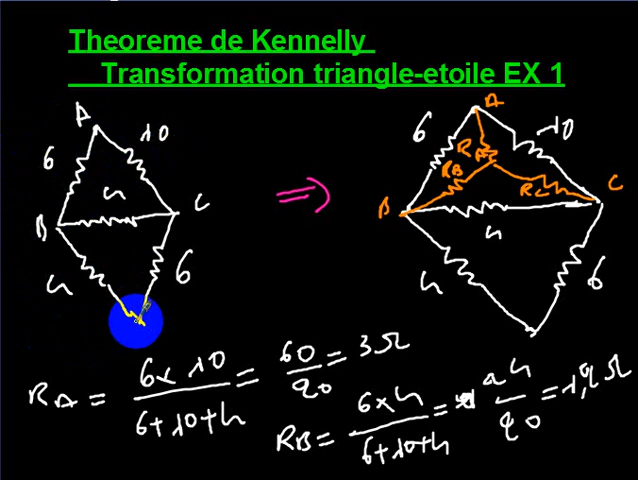 Theoreme de Kennelly
Transformation triangle-etoile EX 1
A
6
10
4
B
C
4
6
⇒
A
6
10
RA
RB
RC
B
C
4
4
6
RA = 6 x 10 / 6 + 10 + 4 = 60 / 20 = 3Ω
RB = 6 x 4 / 6 + 10 + 4 = 24 / 20 = 1,2 Ω